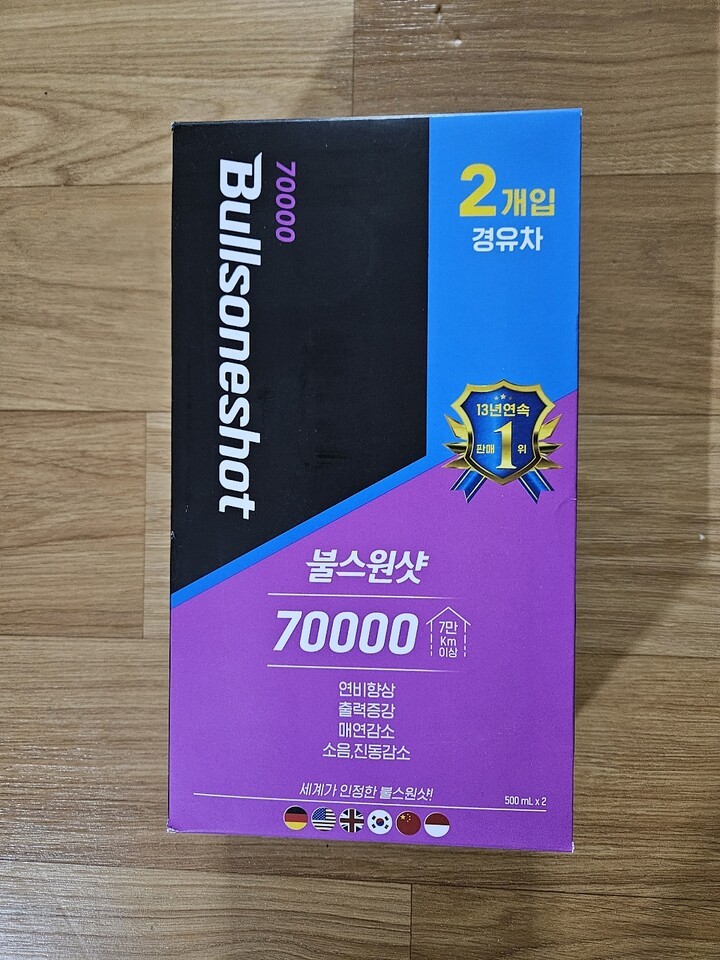 70000
Bullsoneshot
2개입
경유차
13년연속
판매 1 위
불스원샷
70000
7만
Km
이상
연비향상
출력증강
매연감소
소음,진동감소
세계가 인정한 불스원샷!
500 mL x 2